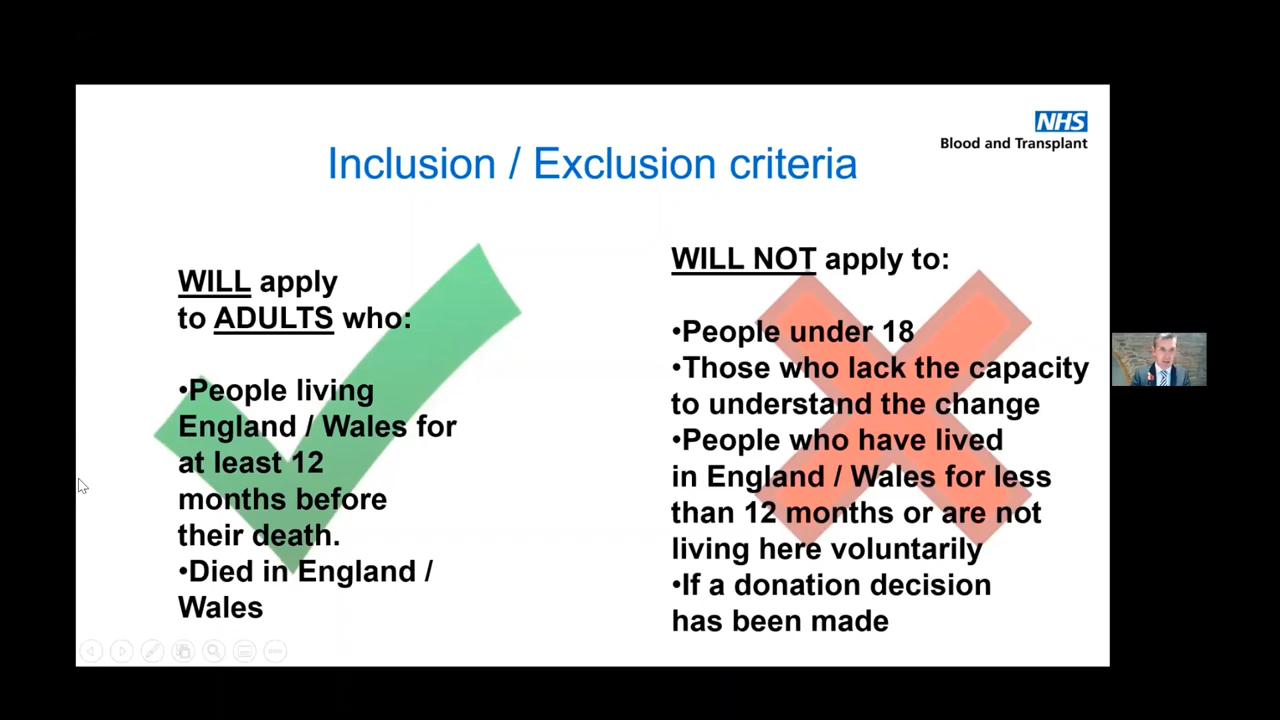 NHS
Blood and Transplant
Inclusion / Exclusion criteria
WILL apply
to ADULTS who:
•People living
England / Wales for
at least 12
months before
their death.
•Died in England /
Wales
WILL NOT apply to:
•People under 18
•Those who lack the capacity
to understand the change
•People who have lived
in England / Wales for less
than 12 months or are not
living here voluntarily
•If a donation decision
has been made